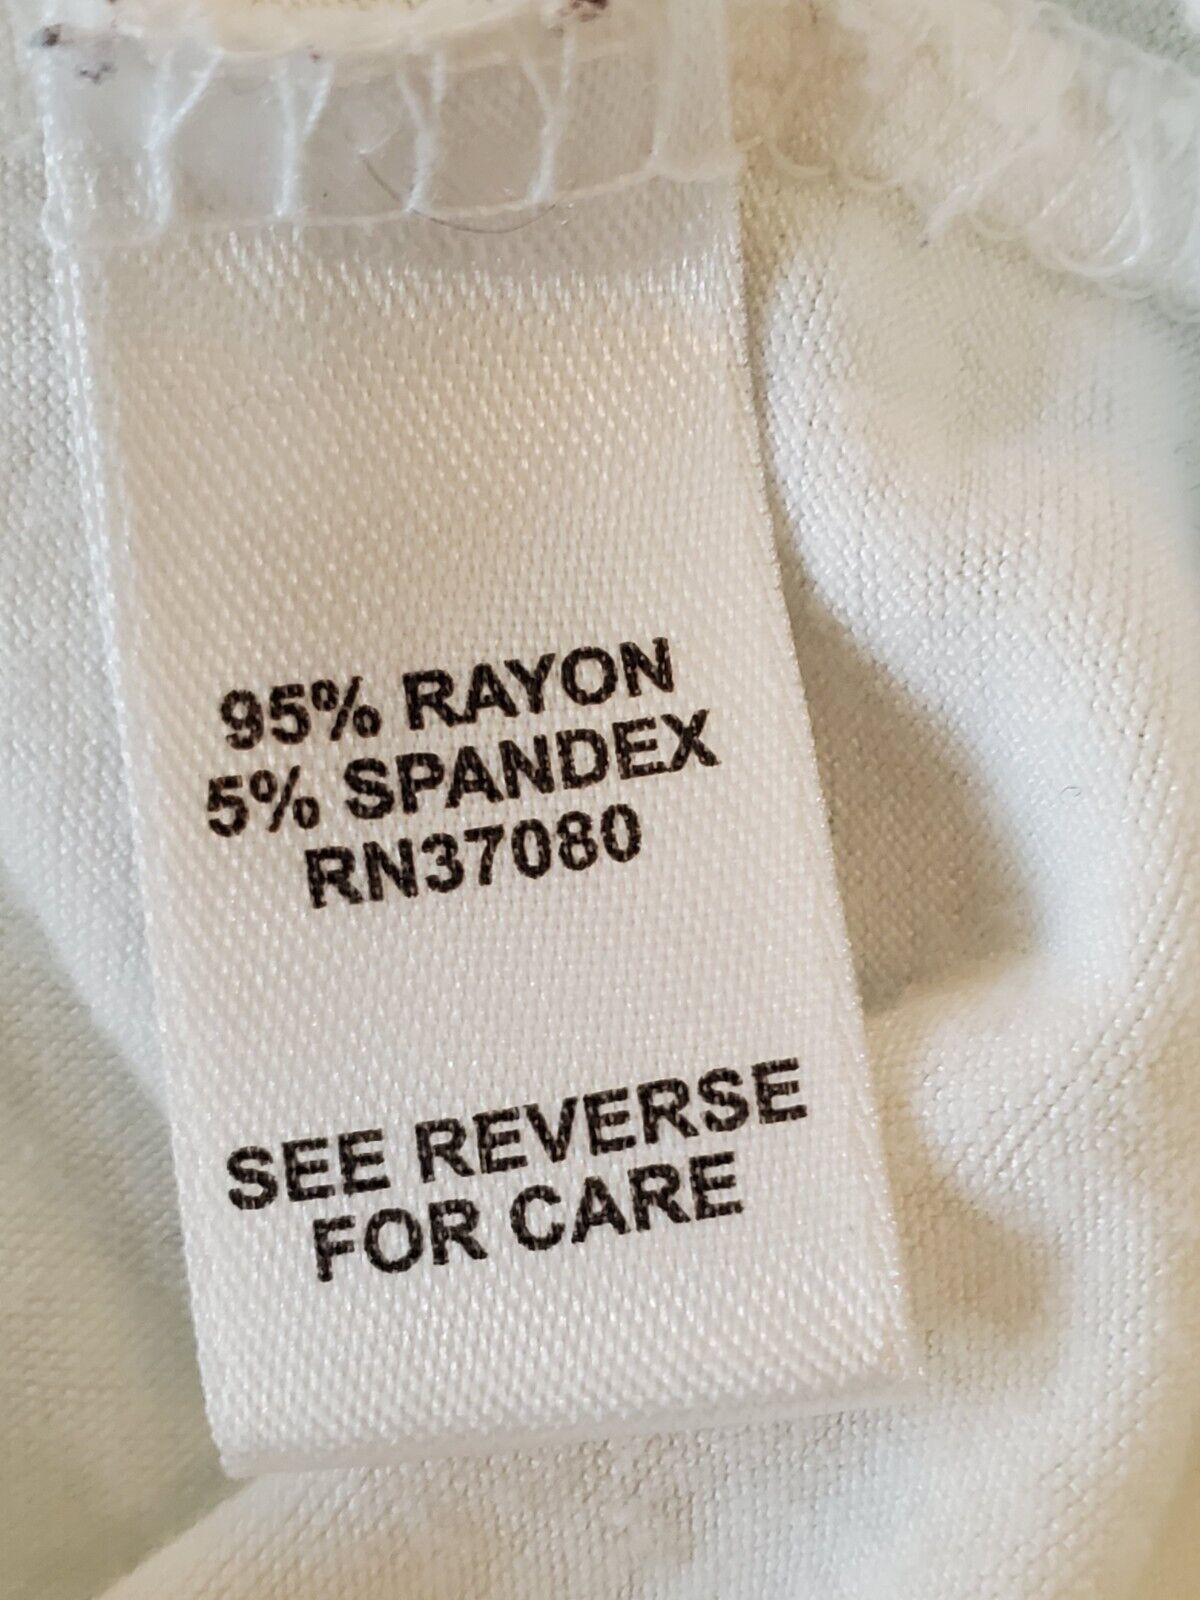 95% RAYON
5% SPANDEX
RN37080
SEE REVERSE
FOR CARE